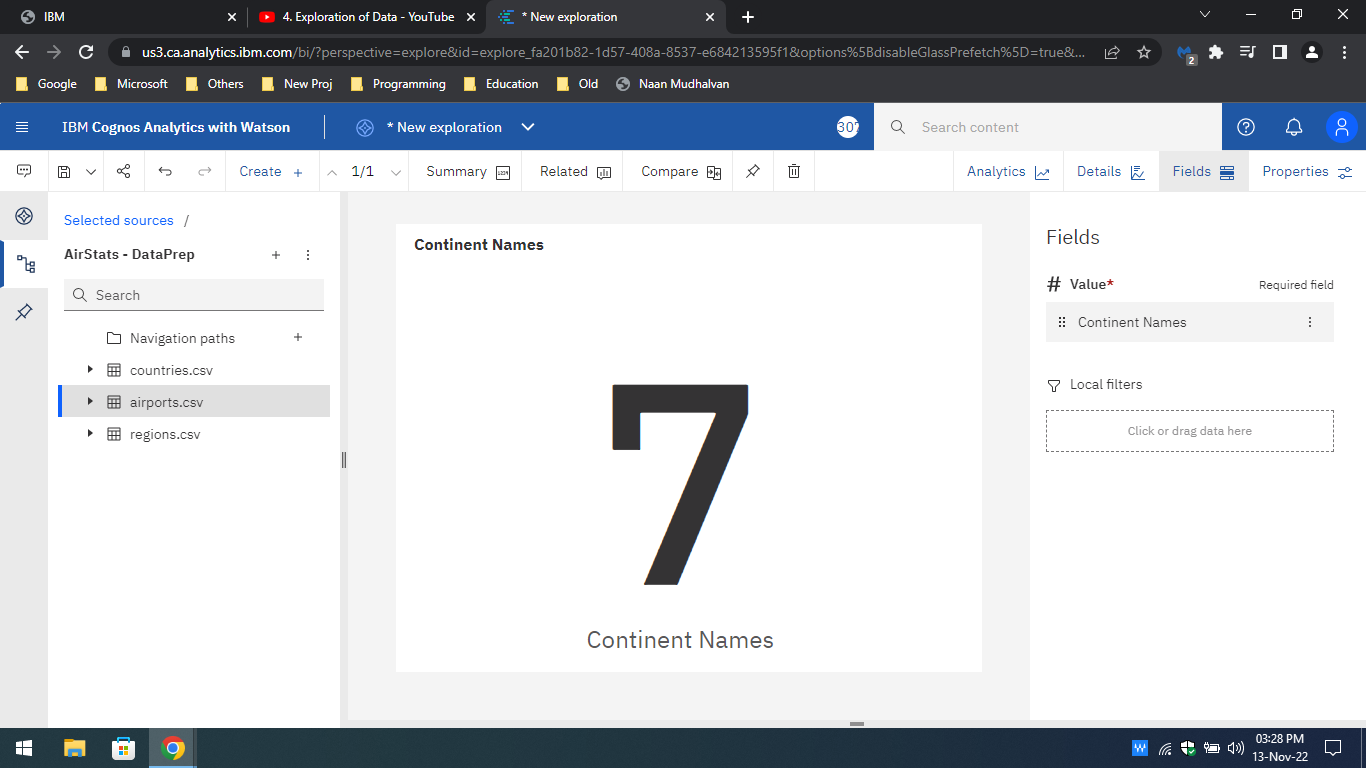 IBM
4. Exploration of Data - YouTube
* New exploration
us3.ca.analytics.ibm.com/bi/?perspective=explore&id=explore_fa201b82-1d57-408a-8537-e684213595f1&options%5BdisableGlassPrefetch%5D=true&...
2
Google
Microsoft
Others
New Proj
Programming
Education
Old
Naan Mudhalvan
IBM Cognos Analytics with Watson
* New exploration
Search content
Create +
1/1
Summary
Related
Compare
Analytics
Details
Fields
Properties
Selected sources /
AirStats - DataPrep
Search
Navigation paths
countries.csv
airports.csv
regions.csv
Continent Names
7
Continent Names
Fields
# Value*
Required field
Continent Names
Local filters
Click or drag data here
03:28 PM
13-Nov-22